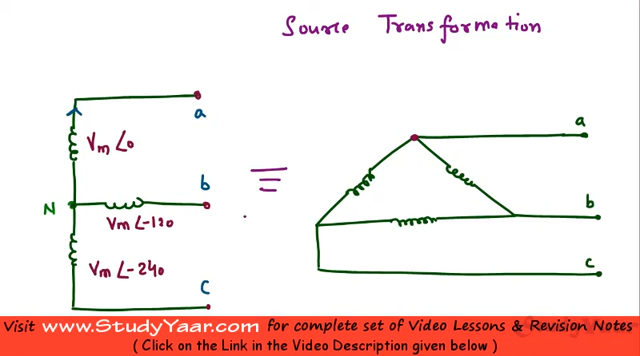 Source Transformation
a
Vm ∠0
b
N
Vm ∠-120
Vm ∠-240
C
≡
a
b
c
Visit www.StudyYaar.com for complete set of Video Lessons & Revision Notes
( Click on the Link in the Video Description given below )